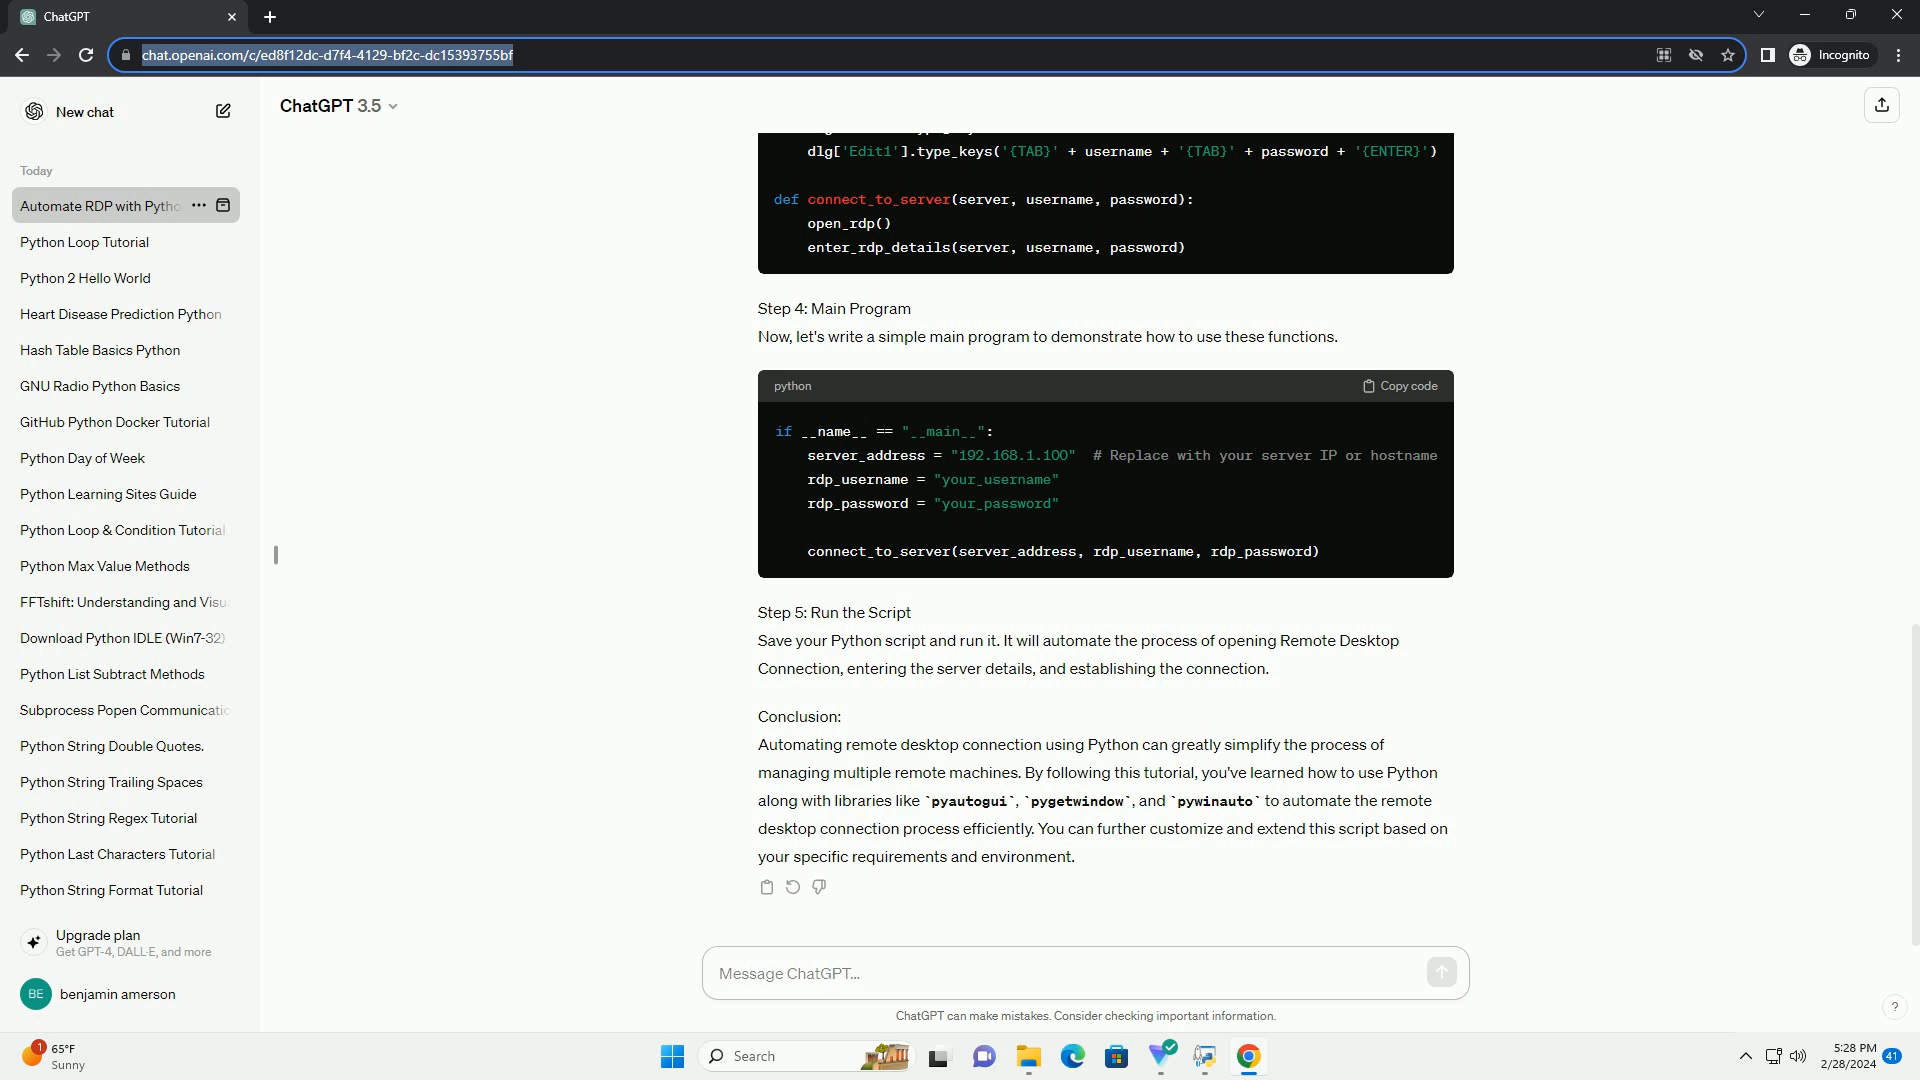 ChatGPT
chat.openai.com/c/ed8f12dc-d7f4-4129-bf2c-dc15393755bf
Incognito
New chat
ChatGPT 3.5
Today
Automate RDP with Pytho
Python Loop Tutorial
Python 2 Hello World
Heart Disease Prediction Python
Hash Table Basics Python
GNU Radio Python Basics
GitHub Python Docker Tutorial
Python Day of Week
Python Learning Sites Guide
Python Loop & Condition Tutorial
Python Max Value Methods
FFTshift: Understanding and Visu
Download Python IDLE (Win7-32)
Python List Subtract Methods
Subprocess Popen Communicatio
Python String Double Quotes.
Python String Trailing Spaces
Python String Regex Tutorial
Python Last Characters Tutorial
Python String Format Tutorial
Upgrade plan
Get GPT-4, DALL·E, and more
BE
benjamin amerson
dlg['Edit1'].type_keys('{TAB}' + username + '{TAB}' + password + '{ENTER}')
def connect_to_server(server, username, password):
open_rdp()
enter_rdp_details(server, username, password)
Step 4: Main Program
Now, let's write a simple main program to demonstrate how to use these functions.
python
Copy code
if __name__ == "__main__":
server_address = "192.168.1.100"  # Replace with your server IP or hostname
rdp_username = "your_username"
rdp_password = "your_password"
connect_to_server(server_address, rdp_username, rdp_password)
Step 5: Run the Script
Save your Python script and run it. It will automate the process of opening Remote Desktop
Connection, entering the server details, and establishing the connection.
Conclusion:
Automating remote desktop connection using Python can greatly simplify the process of
managing multiple remote machines. By following this tutorial, you've learned how to use Python
along with libraries like `pyautogui`, `pygetwindow`, and `pywinauto` to automate the remote
desktop connection process efficiently. You can further customize and extend this script based on
your specific requirements and environment.
Message ChatGPT...
ChatGPT can make mistakes. Consider checking important information.
?
1
65°F
Sunny
Search
5:28 PM
2/28/2024
41